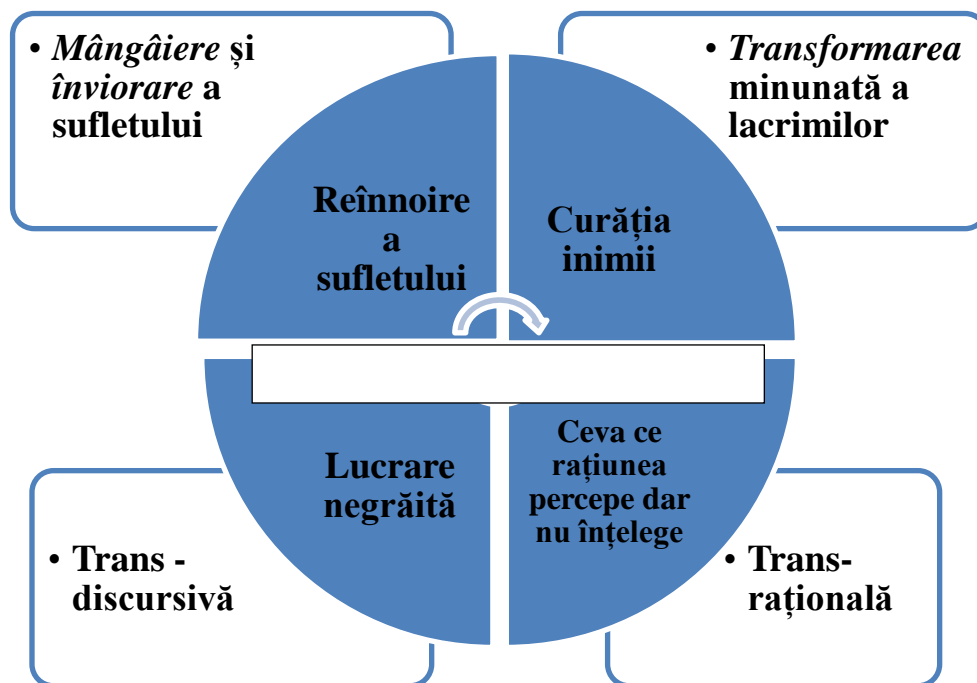 • Mângâiere și
înviorare a
sufletului
• Transformarea
minunată a
lacrimilor
Reînnoire
a
sufletului
Curăția
inimii
Lucrare
negrăită
Ceva ce
rațiunea
percepe dar
nu înțelege
• Trans -
discursivă
• Trans-
rațională